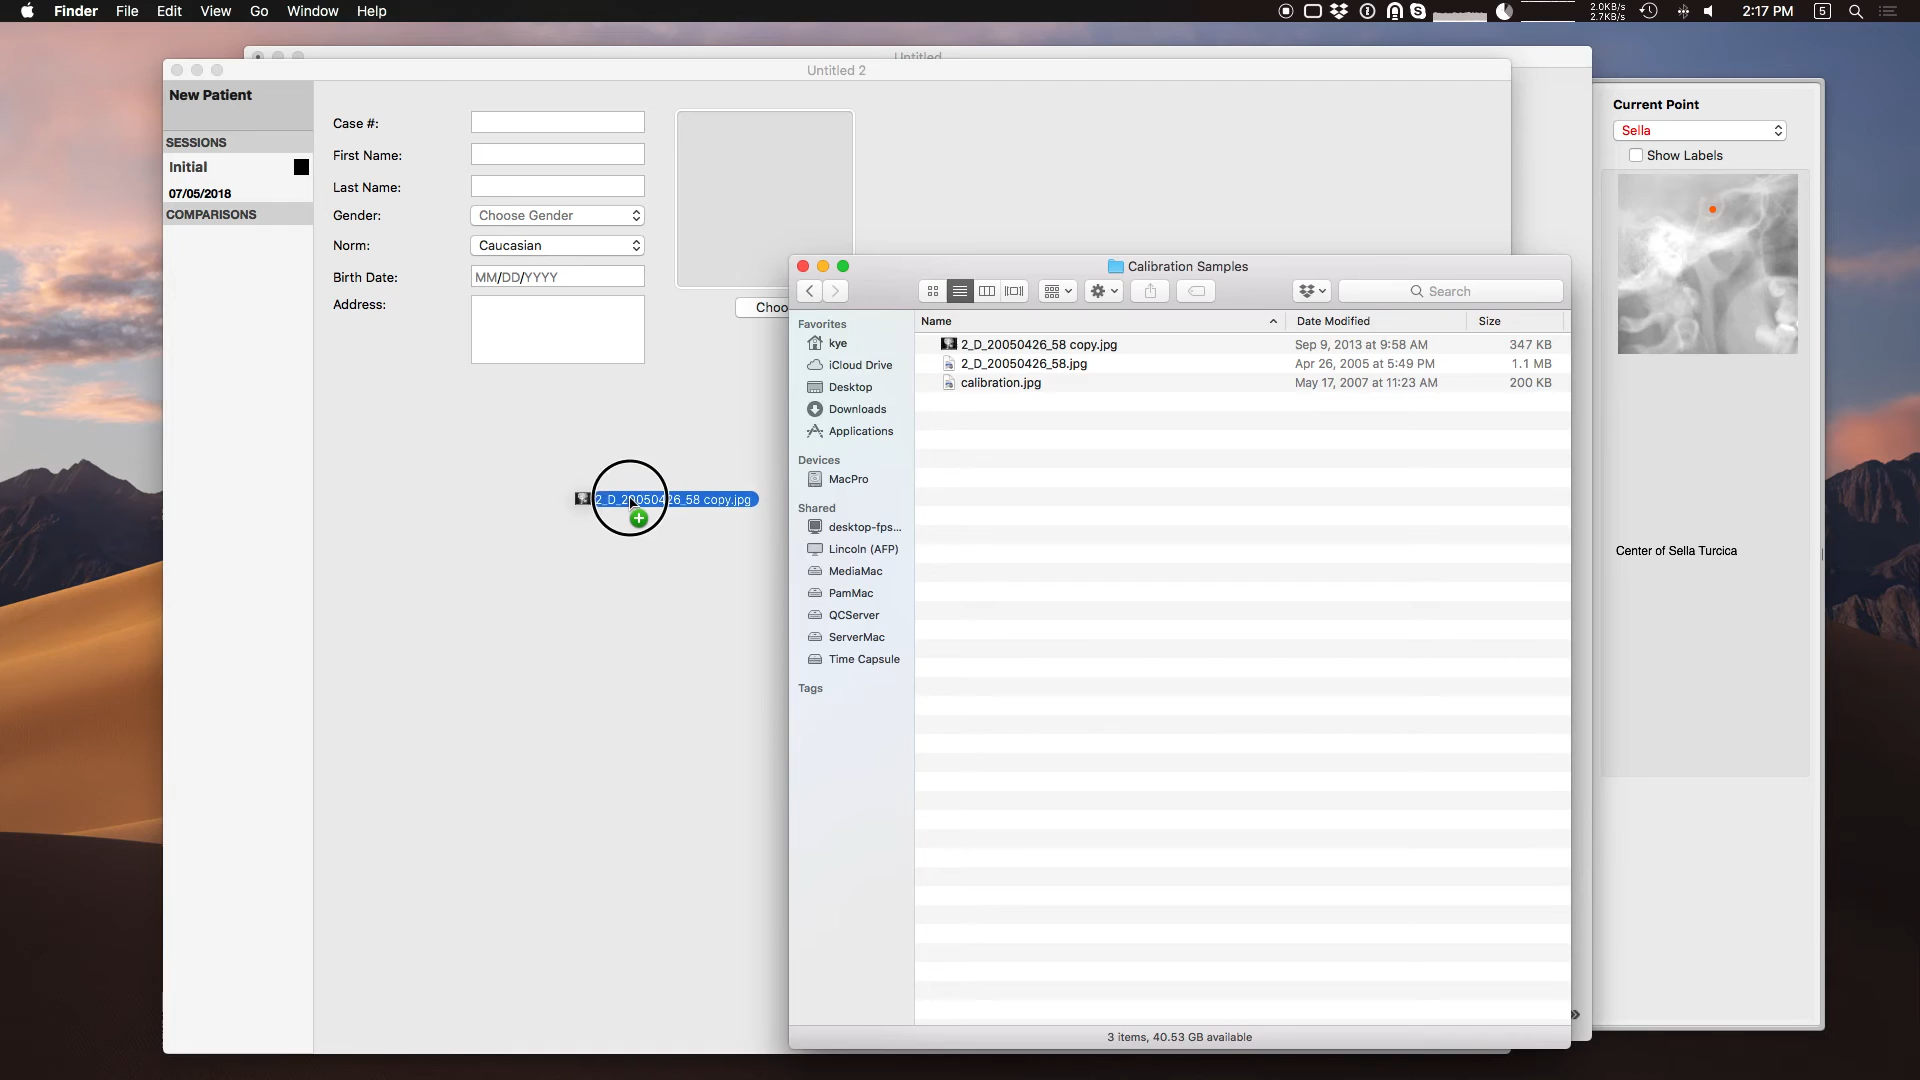 Finder File Edit View Go Window Help
2.0KB/s
2.7KB/s
2:17 PM
5
Untitled
Untitled 2
New Patient
SESSIONS
Initial
07/05/2018
COMPARISONS
Case #:
First Name:
Last Name:
Gender: Choose Gender
Norm: Caucasian
Birth Date: MM/DD/YYYY
Address:
Choo
2_D_20050426_58 copy.jpg
Calibration Samples
Search
Favorites
kye
iCloud Drive
Desktop
Downloads
Applications
Devices
MacPro
Shared
desktop-fps...
Lincoln (AFP)
MediaMac
PamMac
QCServer
ServerMac
Time Capsule
Tags
Name Date Modified Size
2_D_20050426_58 copy.jpg Sep 9, 2013 at 9:58 AM 347 KB
2_D_20050426_58.jpg Apr 26, 2005 at 5:49 PM 1.1 MB
calibration.jpg May 17, 2007 at 11:23 AM 200 KB
3 items, 40.53 GB available
Current Point
Sella
Show Labels
Center of Sella Turcica